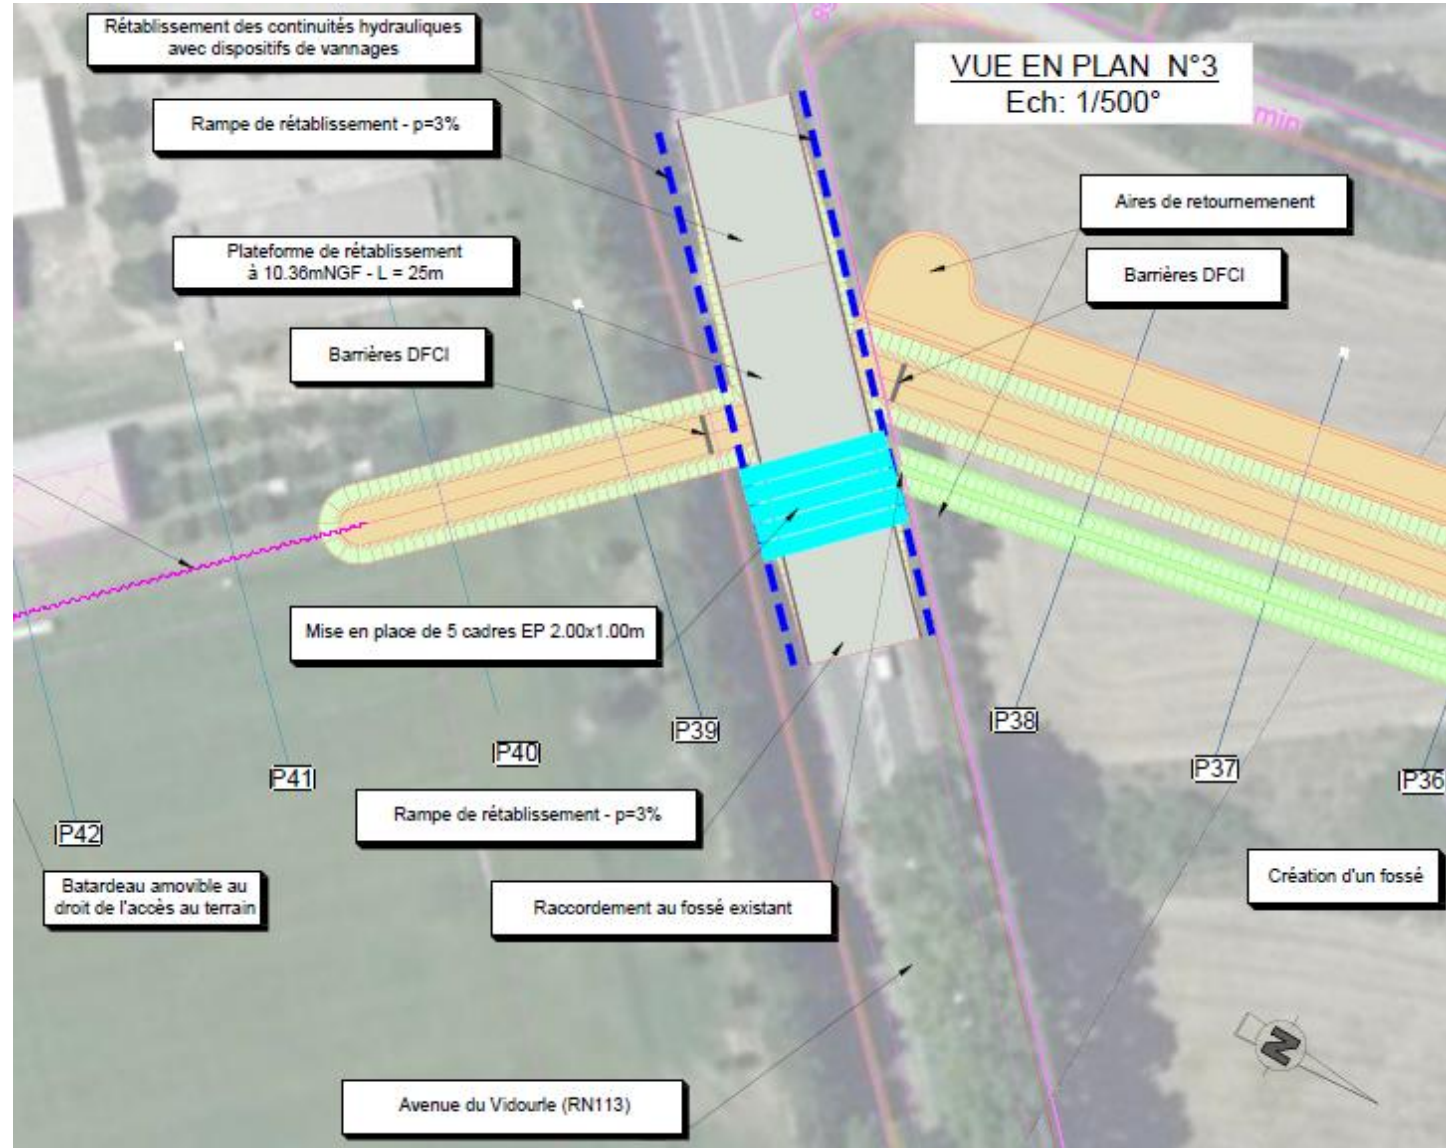 Rétablissement des continuités hydrauliques
avec dispositifs de vannages
VUE EN PLAN N°3
Ech: 1/500°
min
Rampe de rétablissement - p=3%
Aires de retournemenent
Plateforme de rétablissement
à 10.36mNGF - L = 25m
Barrières DFCI
Barrières DFCI
Mise en place de 5 cadres EP 2.00x1.00m
P39
P38
P40
P41
P37
P36
P42
Rampe de rétablissement - p=3%
Batardeau amovible au
droit de l'accès au terrain
Raccordement au fossé existant
Création d'un fossé
N
Avenue du Vidourle (RN113)